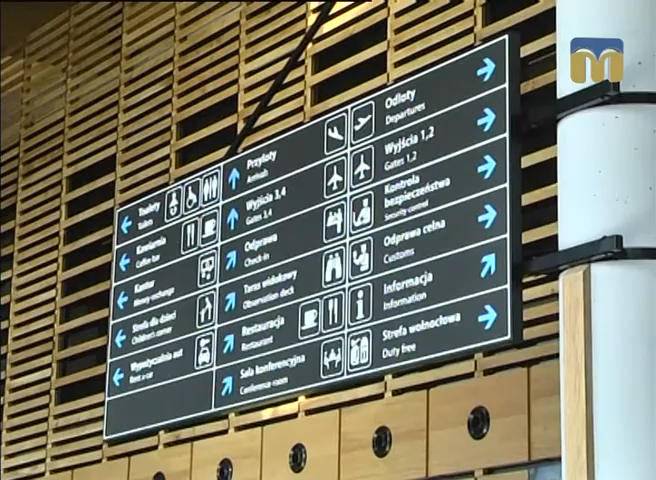 Toalety
Toilets
Kawiarnia
Coffee bar
Kantor
Money exchange
Strefa dla dzieci
Children's corner
Wypożyczalnia aut
Rent a car
Przyloty
Arrivals
Wyjścia 3,4
Gates 3,4
Odprawa
Check-in
Taras widokowy
Observation deck
Restauracja
Restaurant
Sala konferencyjna
Conference room
Odloty
Departures
Wyjścia 1,2
Gates 1,2
Kontrola
bezpieczeństwa
Security control
Odprawa celna
Customs
Informacja
Information
Strefa wolnocłowa
Duty free